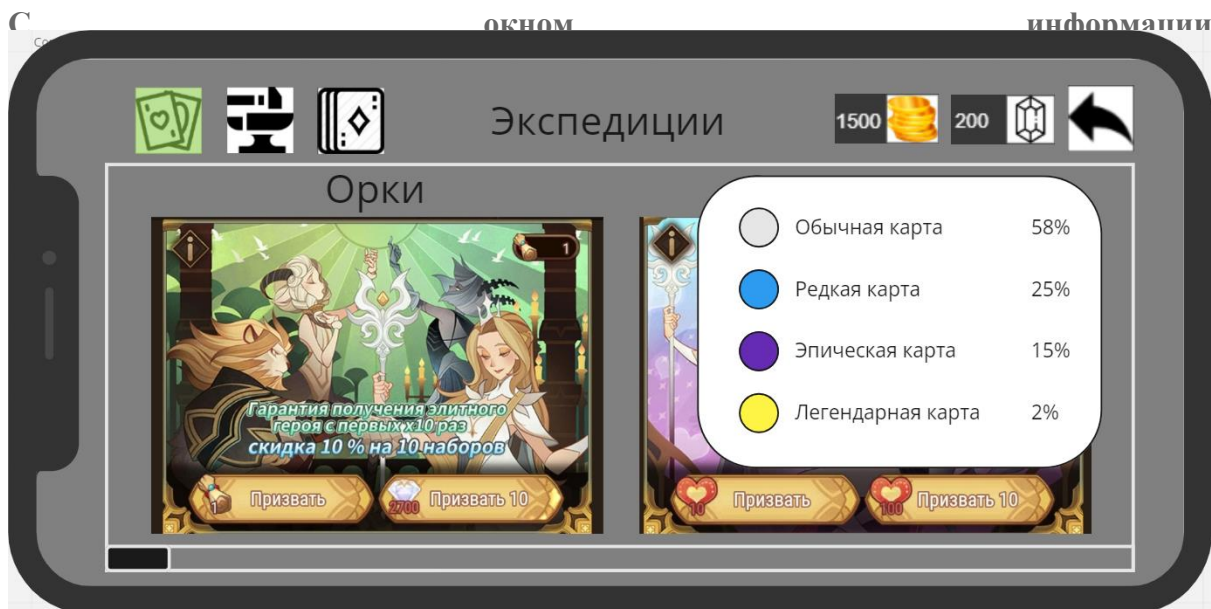 С окном информации
Экспедиции
1500
200
Орки
1
Обычная карта 58%
Редкая карта 25%
Эпическая карта 15%
Легендарная карта 2%
Гарантия получения элитного
героя с первых x10 раз
скидка 10 % на 10 наборов
1 Призвать
2700 Призвать 10
10 Призвать
100 Призвать 10